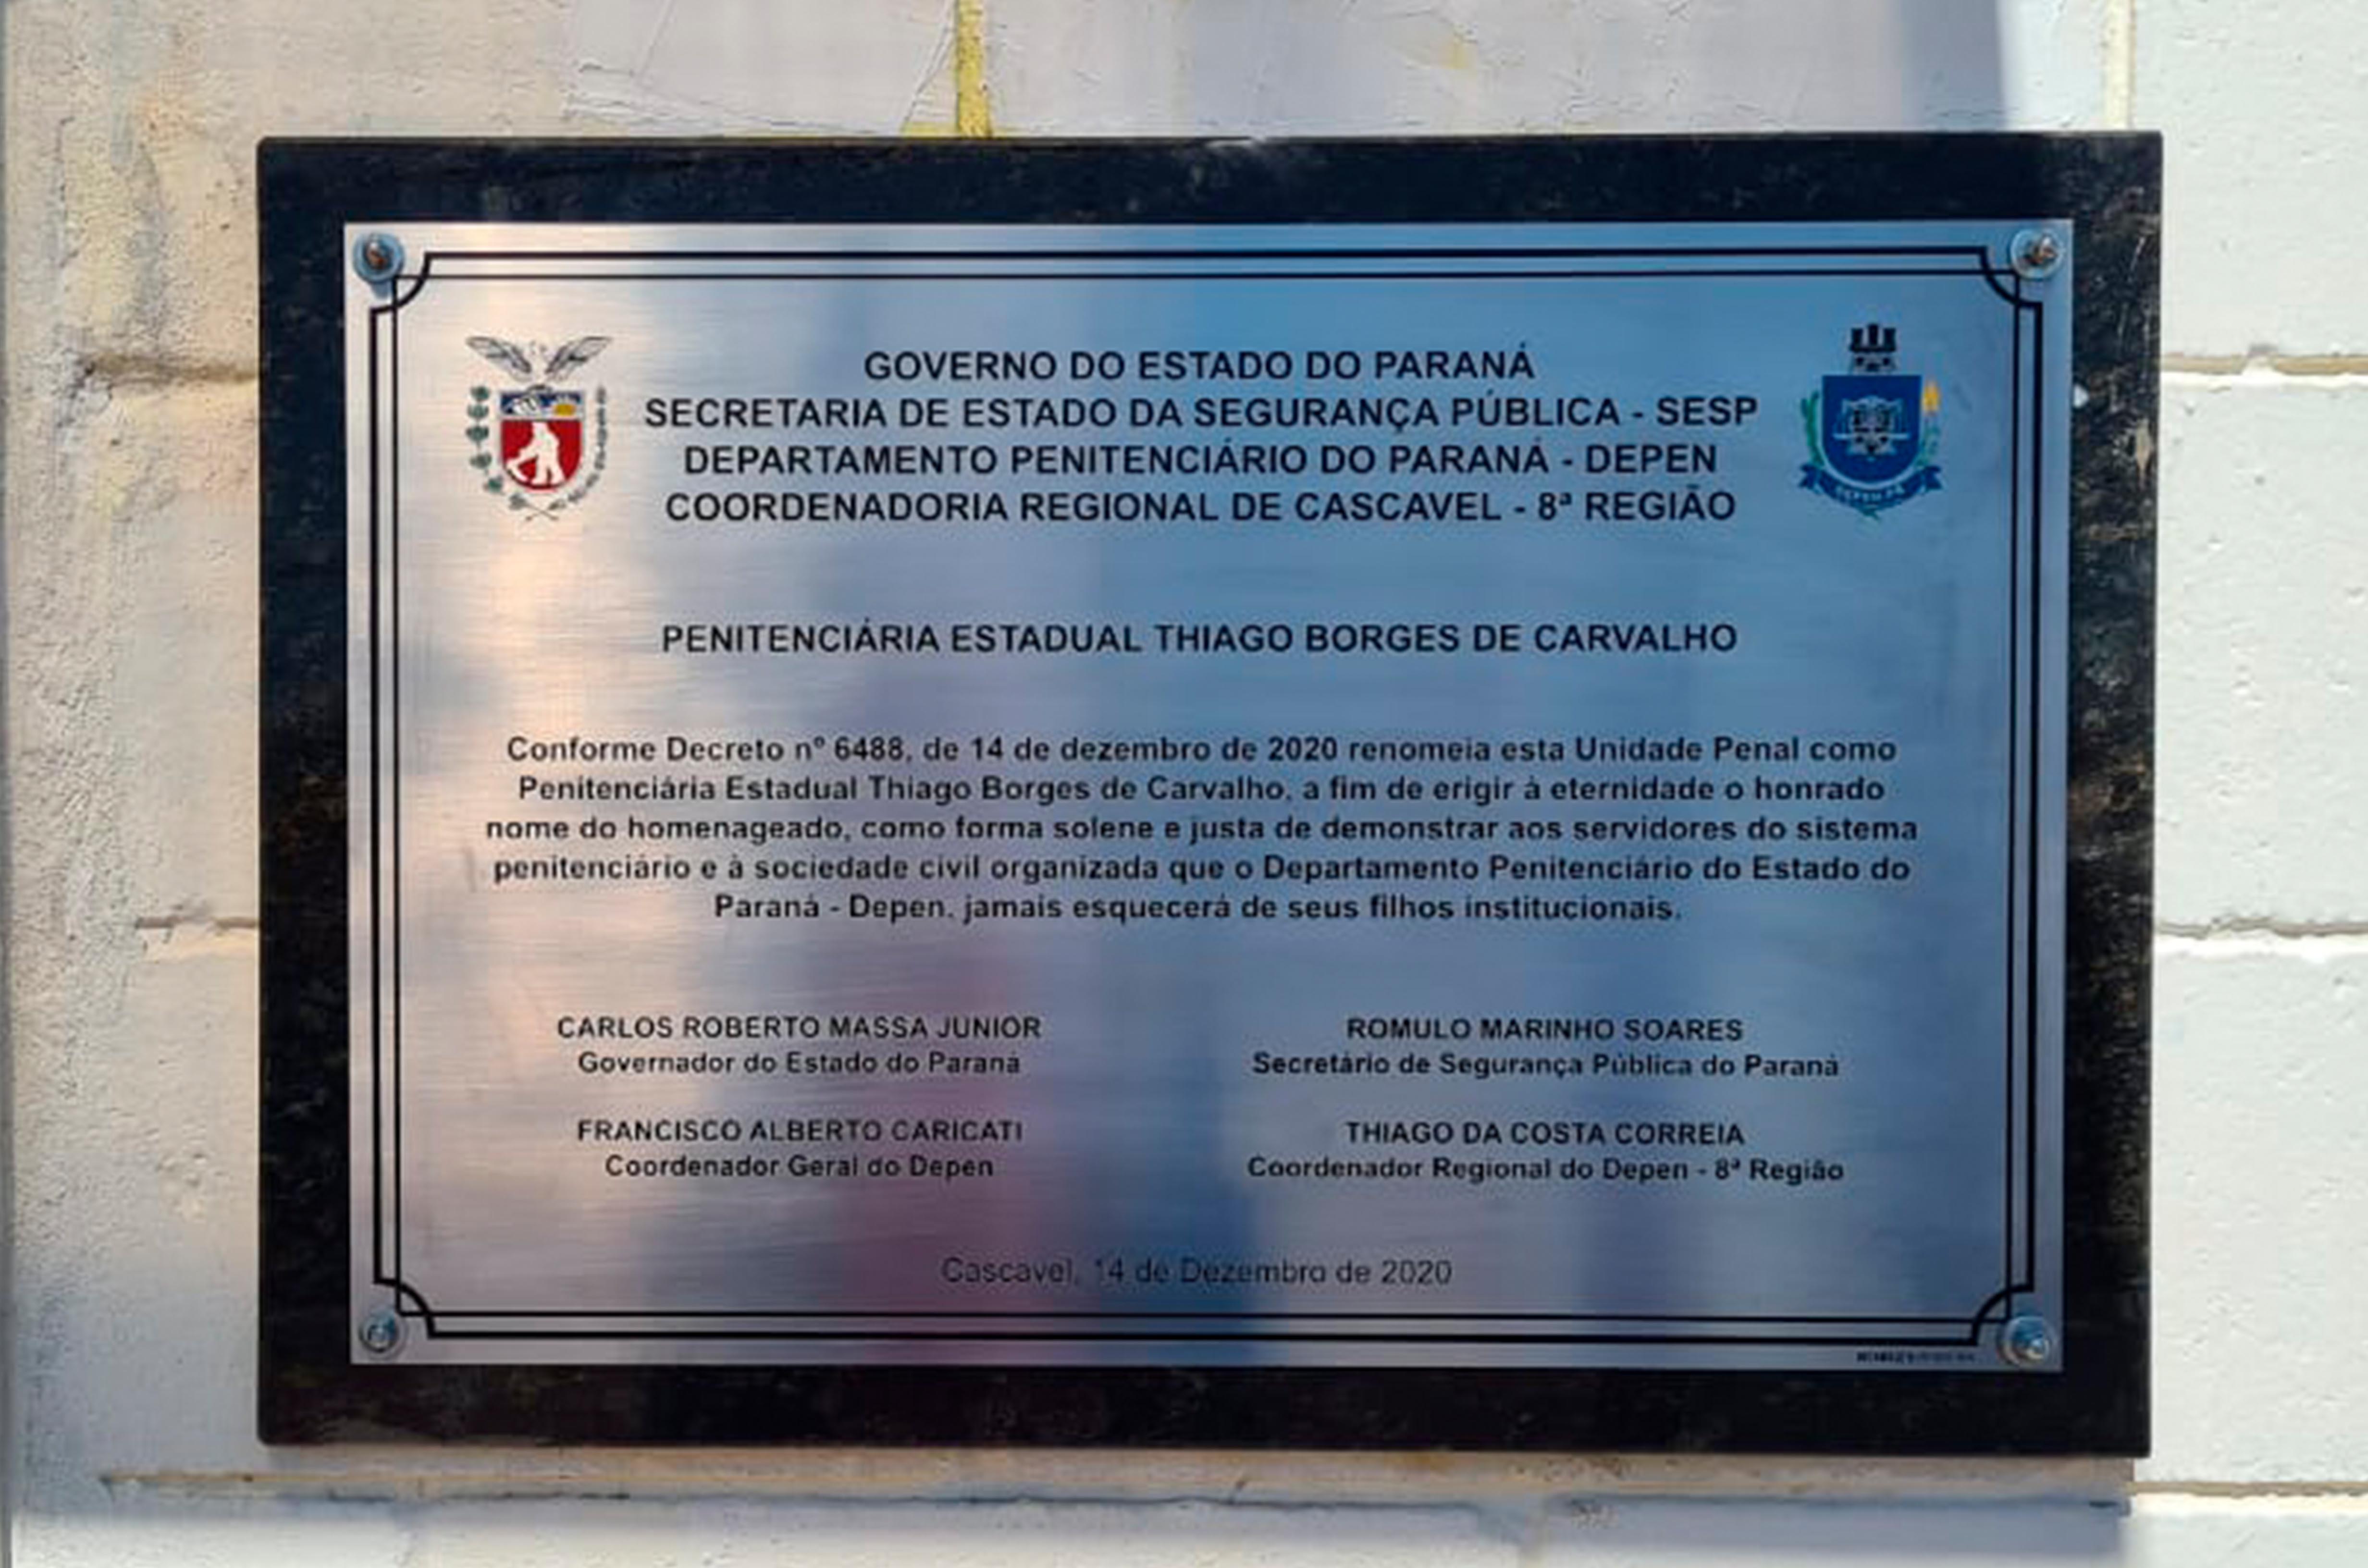 GOVERNO DO ESTADO DO PARANÁ
SECRETARIA DE ESTADO DA SEGURANÇA PÚBLICA - SESP
DEPARTAMENTO PENITENCIÁRIO DO PARANÁ - DEPEN
COORDENADORIA REGIONAL DE CASCAVEL - 8ª REGIÃO
PENITENCIÁRIA ESTADUAL THIAGO BORGES DE CARVALHO
Conforme Decreto nº 6488, de 14 de dezembro de 2020 renomeia esta Unidade Penal como
Penitenciária Estadual Thiago Borges de Carvalho, a fim de erigir à eternidade o honrado
nome do homenageado, como forma solene e justa de demonstrar aos servidores do sistema
penitenciário e à sociedade civil organizada que o Departamento Penitenciário do Estado do
Paraná - Depen, jamais esquecerá de seus filhos institucionais.
CARLOS ROBERTO MASSA JUNIOR
Governador do Estado do Paraná
ROMULO MARINHO SOARES
Secretário de Segurança Pública do Paraná
FRANCISCO ALBERTO CARICATI
Coordenador Geral do Depen
THIAGO DA COSTA CORREIA
Coordenador Regional do Depen - 8ª Região
Cascavel, 14 de Dezembro de 2020